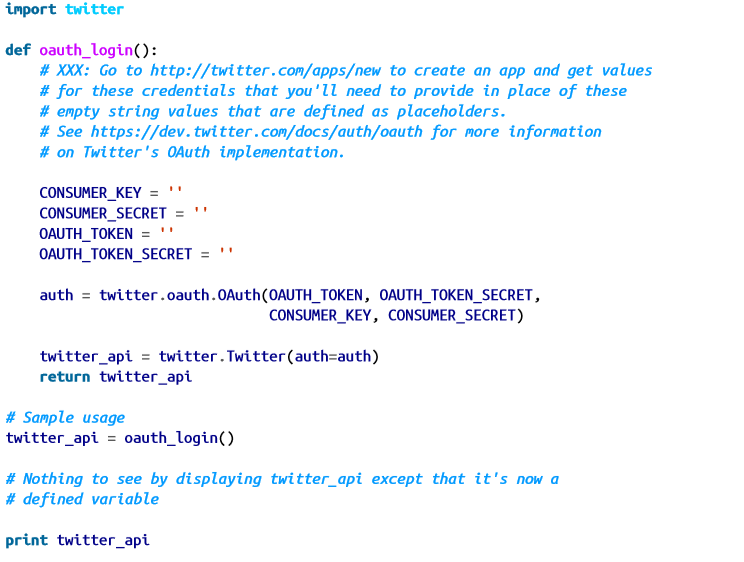 import twitter
def oauth_login():
    # XXX: Go to http://twitter.com/apps/new to create an app and get values
    # for these credentials that you'll need to provide in place of these
    # empty string values that are defined as placeholders.
    # See https://dev.twitter.com/docs/auth/oauth for more information
    # on Twitter's OAuth implementation.
    CONSUMER_KEY = ''
    CONSUMER_SECRET = ''
    OAUTH_TOKEN = ''
    OAUTH_TOKEN_SECRET = ''
    auth = twitter.oauth.OAuth(OAUTH_TOKEN, OAUTH_TOKEN_SECRET,
                               CONSUMER_KEY, CONSUMER_SECRET)
    twitter_api = twitter.Twitter(auth=auth)
    return twitter_api
# Sample usage
twitter_api = oauth_login()
# Nothing to see by displaying twitter_api except that it's now a
# defined variable
print twitter_api